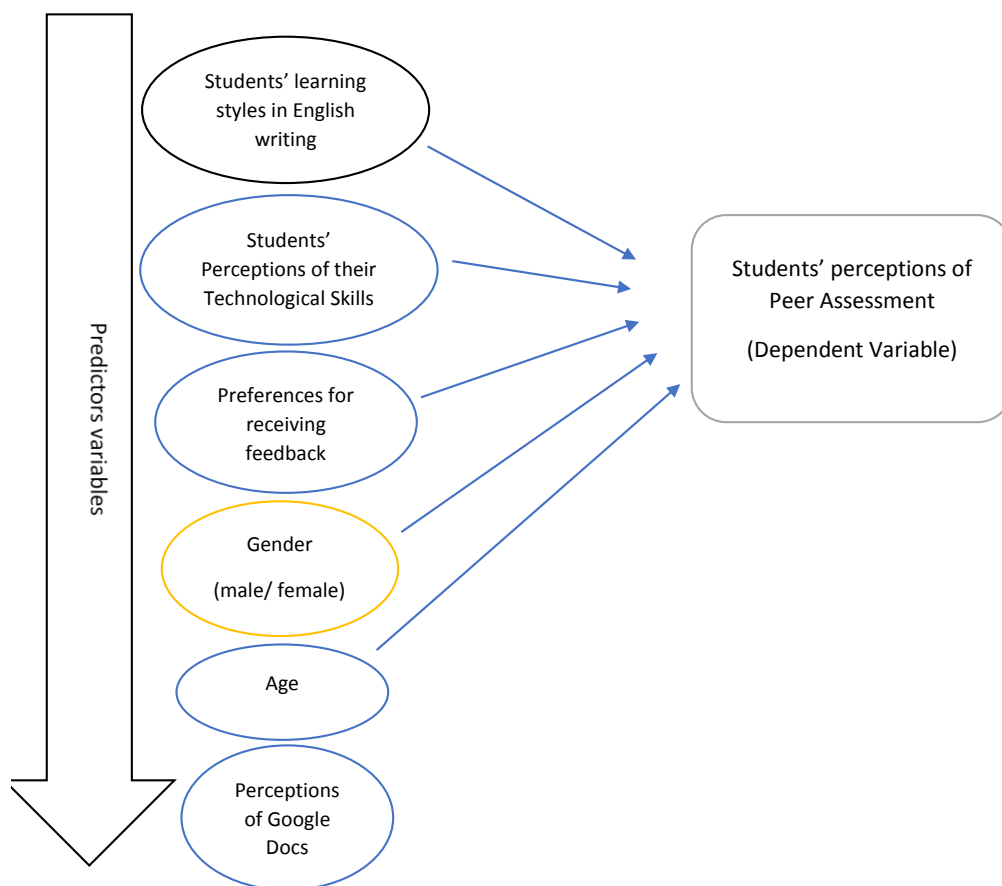 Predictors variables
Students’ learning
styles in English
writing
Students’
Perceptions of their
Technological Skills
Preferences for
receiving
feedback
Gender
(male/ female)
Age
Perceptions
of Google
Docs
Students’ perceptions of
Peer Assessment
(Dependent Variable)